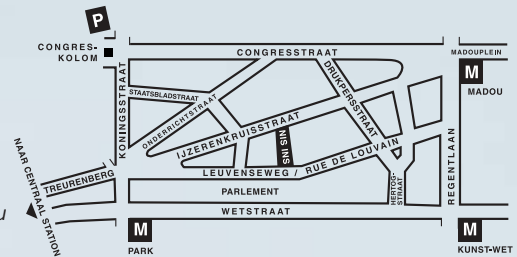 P
CONGRES-
KOLOM
CONGRESSTRAAT
MADOUPLEIN
M
MADOU
KONINGSSTRAAT
STAATSBLADSTRAAT
ONDERRICHTSTRAAT
IJZERENKRUISSTRAAT
DRUKPERSSTRAAT
NIS INS
LEUVENSEWEG / RUE DE LOUVAIN
REGENTLAAN
TREURENBERG
PARLEMENT
HERTOG-
STRAAT
NAAR CENTRAAL STATION
WETSTRAAT
M
PARK
M
KUNST-WET